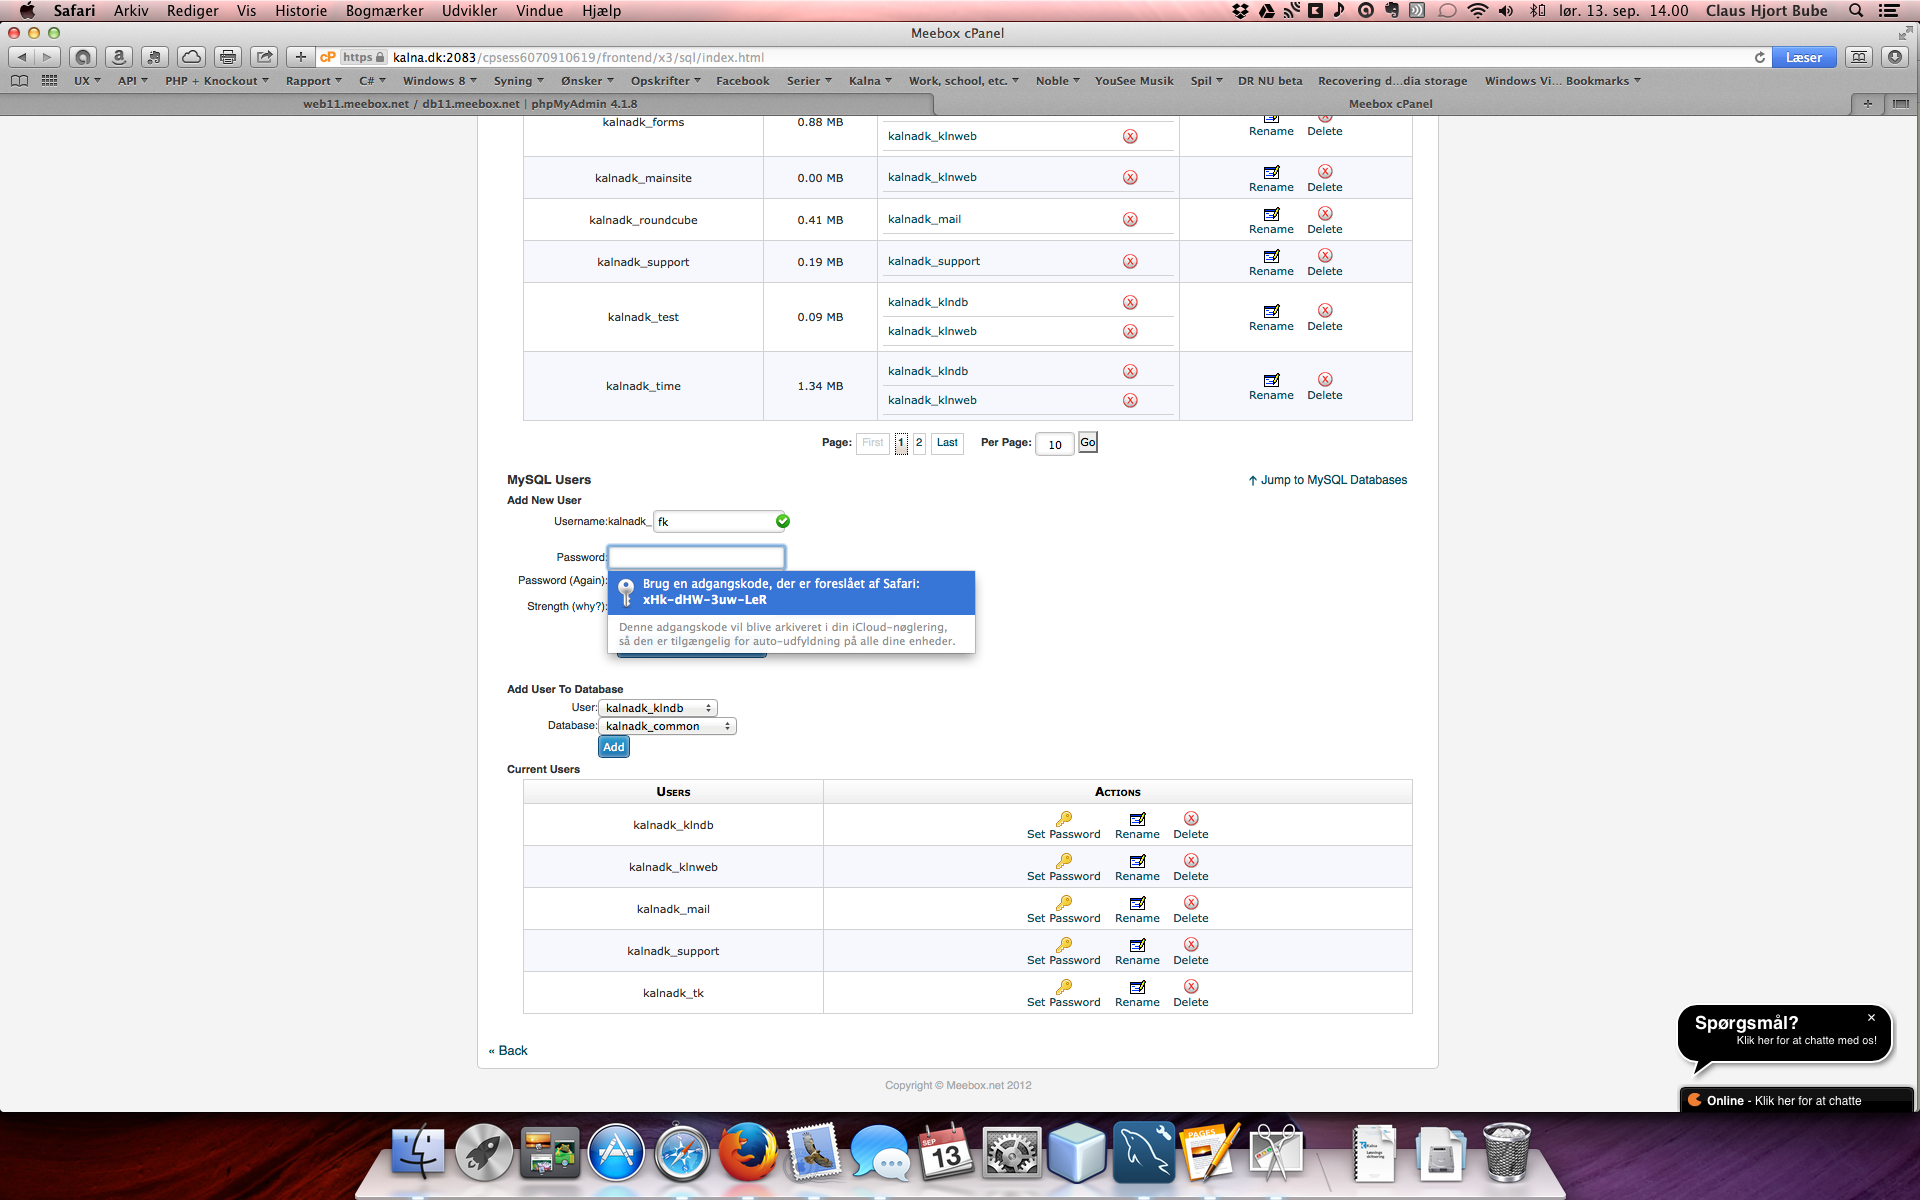 Safari Arkiv Rediger Vis Historie Bogmærker Udvikler Vindue Hjælp lør. 13. sep. 14.00 Claus Hjort Bube
Meebox cPanel
cP https kalna.dk:2083/cpsess6070910619/frontend/x3/sql/index.html Læser
UX API PHP + Knockout Rapport C# Windows 8 Syning Ønsker Opskrifter Facebook Serier Kalna Work, school, etc. Noble YouSee Musik Spil DR NU beta Recovering d...dia storage Windows Vi... Bookmarks
web11.meebox.net / db11.meebox.net | phpMyAdmin 4.1.8 Meebox cPanel
kalnadk_forms 0.88 MB
kalnadk_klnweb Rename Delete
kalnadk_mainsite 0.00 MB kalnadk_klnweb Rename Delete
kalnadk_roundcube 0.41 MB kalnadk_mail Rename Delete
kalnadk_support 0.19 MB kalnadk_support Rename Delete
kalnadk_klndb
kalnadk_test 0.09 MB Rename Delete
kalnadk_klnweb
kalnadk_klndb
kalnadk_time 1.34 MB Rename Delete
kalnadk_klnweb
Page: First 1 2 Last Per Page: 10 Go
MySQL Users ↑ Jump to MySQL Databases
Add New User
Username:kalnadk_ fk
Password:
Password (Again):
Brug en adgangskode, der er foreslået af Safari:
xHk-dHW-3uw-LeR
Strength (why?):
Denne adgangskode vil blive arkiveret i din iCloud-nøglering,
så den er tilgængelig for auto-udfyldning på alle dine enheder.
Add User To Database
User: kalnadk_klndb
Database: kalnadk_common
Add
Current Users
Users Actions
kalnadk_klndb Set Password Rename Delete
kalnadk_klnweb Set Password Rename Delete
kalnadk_mail Set Password Rename Delete
kalnadk_support Set Password Rename Delete
kalnadk_tk Set Password Rename Delete
« Back
Copyright © Meebox.net 2012
Spørgsmål?
Klik her for at chatte med os!
Online - Klik her for at chatte
SEP
13
PAGES